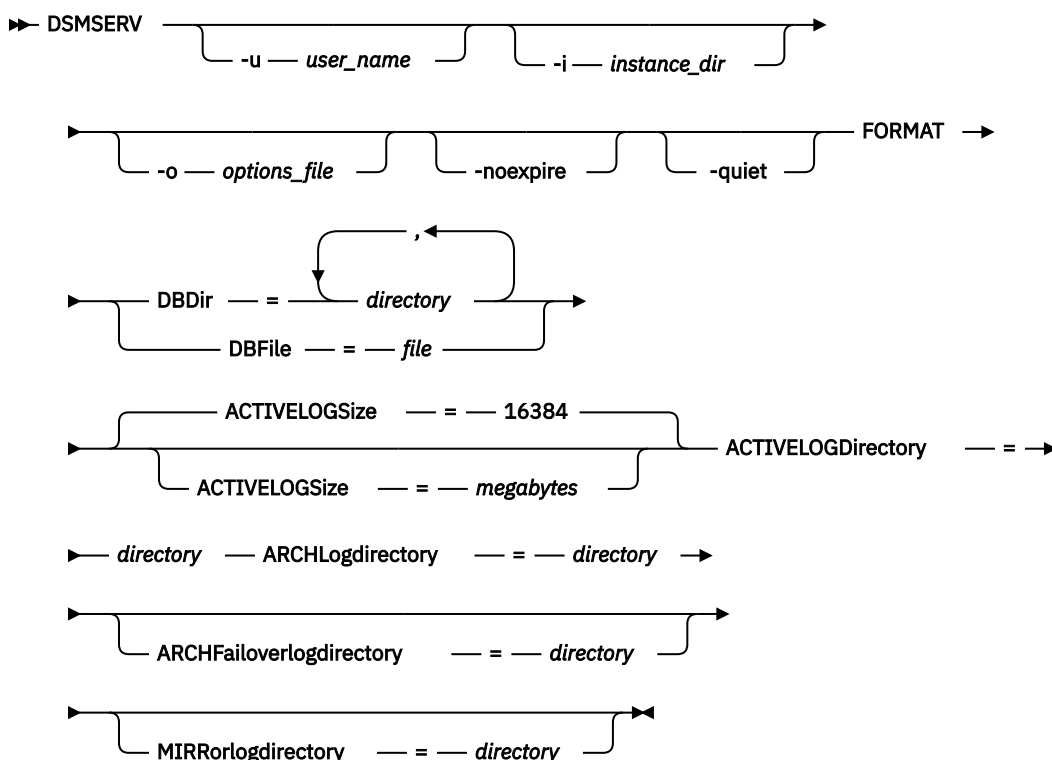 DSMSERV
-u user_name -i instance_dir
FORMAT
-o options_file -noexpire -quiet
,
DBDir = directory
DBFile = file
ACTIVELOGSize = 16384
ACTIVELOGDirectory =
ACTIVELOGSize = megabytes
directory ARCHLogdirectory = directory
ARCHFailoverlogdirectory = directory
MIRRorlogdirectory = directory